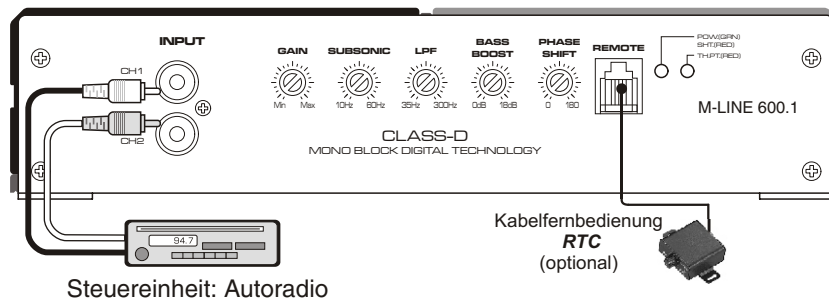 INPUT
CH1
CH2
GAIN
Min Max
SUBSONIC
10Hz 60Hz
LPF
35Hz 300Hz
BASS
BOOST
0dB 18dB
PHASE
SHIFT
0 180
REMOTE
POW.(GRN)
SHT.(RED)
TH.PT.(RED)
M-LINE 600.1
CLASS-D
MONO BLOCK DIGITAL TECHNOLOGY
94.7
Kabelfernbedienung
RTC
(optional)
Steuereinheit: Autoradio